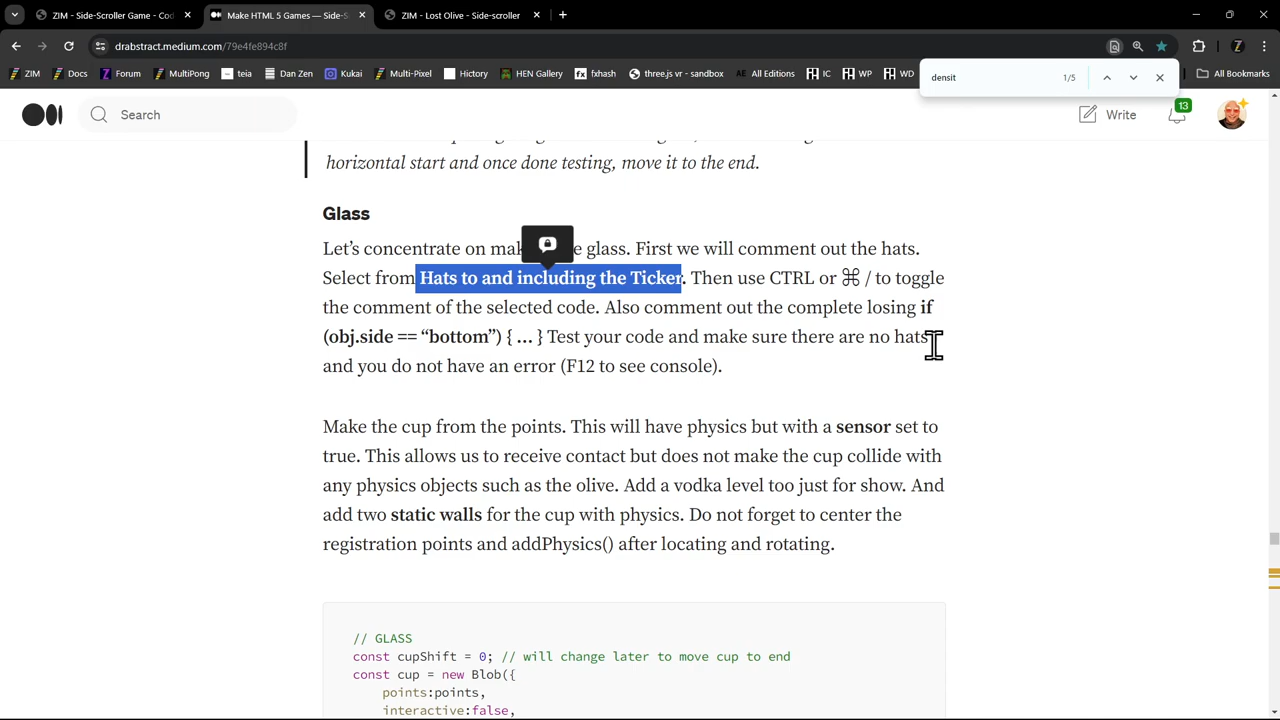 ZIM - Side-Scroller Game - Cod
Make HTML 5 Games — Side-S
ZIM - Lost Olive - Side-scroller
drabstract.medium.com/79e4fe894c8f
ZIM
Docs
Forum
MultiPong
teia
Dan Zen
Kukai
Multi-Pixel
Hictory
HEN Gallery
fxhash
three.js vr - sandbox
All Editions
IC
WP
WD
All Bookmarks
densit
1/5
Search
Write
13
horizontal start and once done testing, move it to the end.
Glass
Let's concentrate on mak e glass. First we will comment out the hats.
Select from Hats to and including the Ticker. Then use CTRL or ⌘ / to toggle
the comment of the selected code. Also comment out the complete losing if
(obj.side == “bottom”) { … } Test your code and make sure there are no hats
and you do not have an error (F12 to see console).
Make the cup from the points. This will have physics but with a sensor set to
true. This allows us to receive contact but does not make the cup collide with
any physics objects such as the olive. Add a vodka level too just for show. And
add two static walls for the cup with physics. Do not forget to center the
registration points and addPhysics() after locating and rotating.
// GLASS
const cupShift = 0; // will change later to move cup to end
const cup = new Blob({
points:points,
interactive:false,